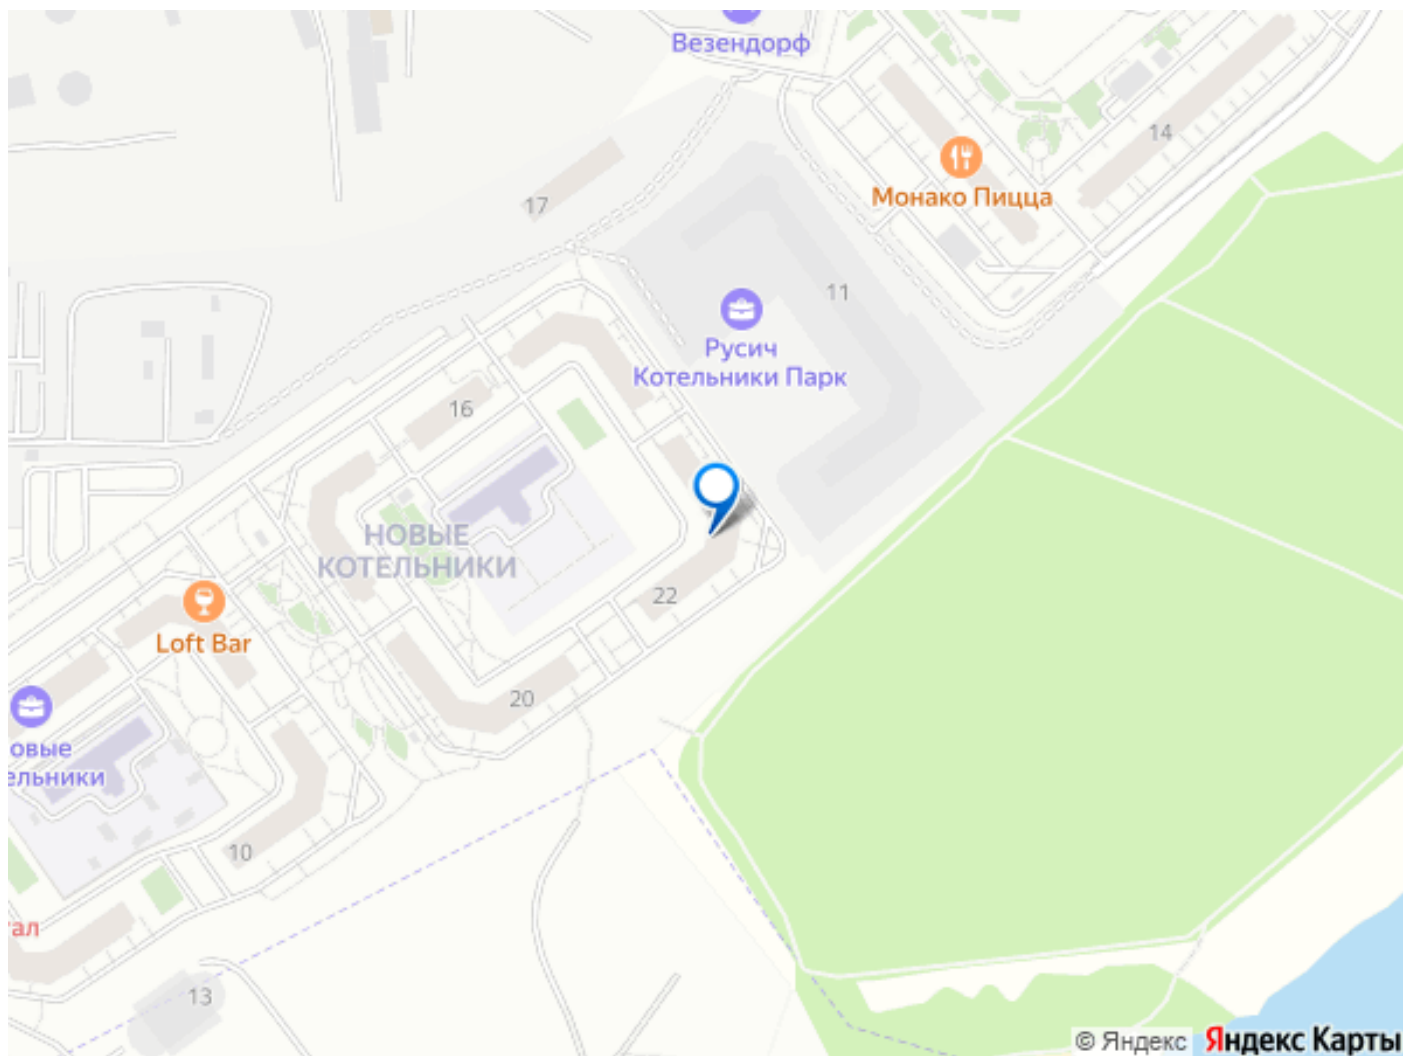 Везендорф
14
Монако Пицца
17
11
Русич
Котельники Парк
16
НОВЫЕ
КОТЕЛЬНИКИ
22
Loft Bar
20
овые
ельники
10
ал
13
© Яндекс
Яндекс Карты